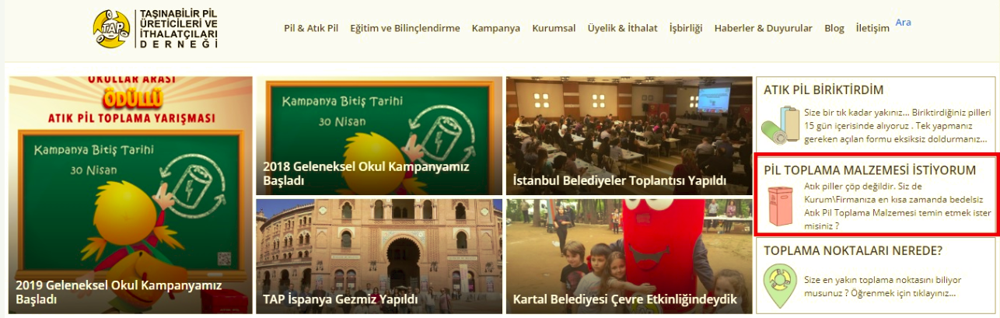 TAP
TAŞINABİLİR PİL
ÜRETİCİLERİ VE
İTHALATÇILARI
DERNEĞİ
Pil & Atık Pil Eğitim ve Bilinçlendirme Kampanya Kurumsal Üyelik & İthalat İşbirliği Haberler & Duyurular Blog İletişim Ara
OKULLAR ARASI
ÖDÜLLÜ
ATIK PİL TOPLAMA YARIŞMASI
Kampanya Bitiş Tarihi
30 Nisan
2019 Geleneksel Okul Kampanyamız
Başladı
Kampanya Bitiş Tarihi
30 Nisan
2018 Geleneksel Okul Kampanyamız
Başladı
İstanbul Belediyeler Toplantısı Yapıldı
TAP İspanya Gezmiz Yapıldı
Kartal Belediyesi Çevre Etkinliğindeydik
ATIK PİL BİRİKTİRDİM
Size bir tık kadar yakınız... Biriktirdiğiniz pilleri
15 gün içerisinde alıyoruz . Tek yapmanız
gereken açılan formu eksiksiz doldurmanız...
PİL TOPLAMA MALZEMESİ İSTİYORUM
Atık piller çöp değildir. Siz de
Kurum\Firmanıza en kısa zamanda bedelsiz
Atık Pil Toplama Malzemesi temin etmek ister
misiniz ?
TOPLAMA NOKTALARI NEREDE?
Size en yakın toplama noktasını biliyor
musunuz ? Öğrenmek için tıklayınız...